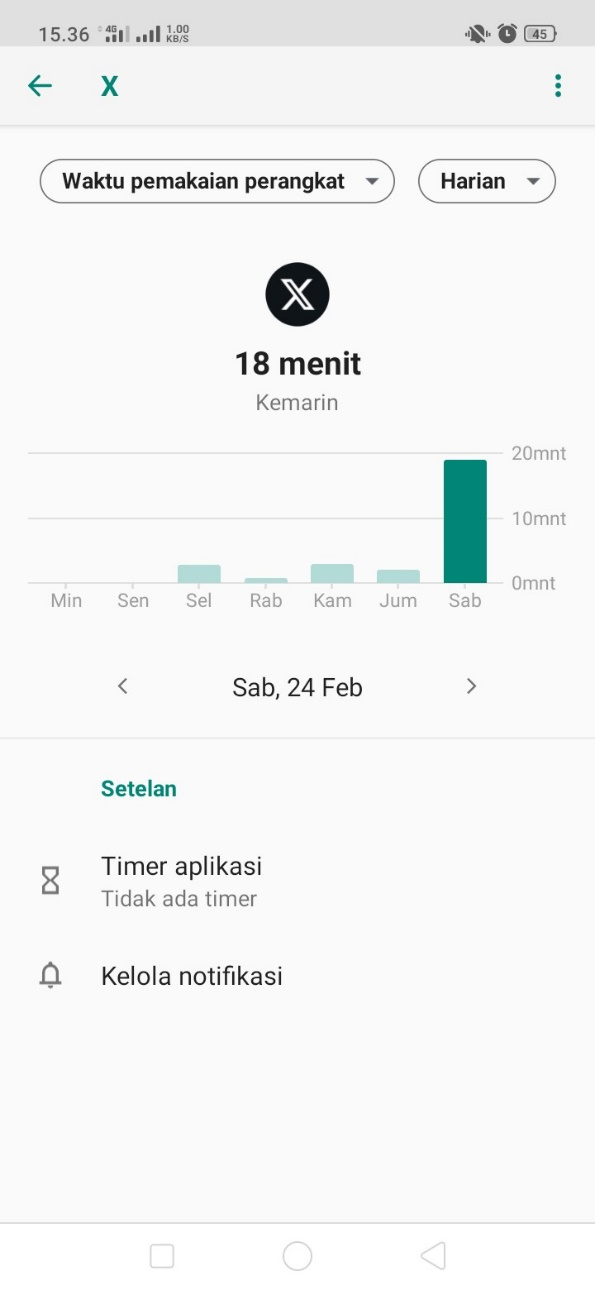 15.36 4G 1.00 KB/S 45
X
Waktu pemakaian perangkat Harian
X
18 menit
Kemarin
20mnt
10mnt
0mnt
Min Sen Sel Rab Kam Jum Sab
Sab, 24 Feb
Setelan
Timer aplikasi
Tidak ada timer
Kelola notifikasi